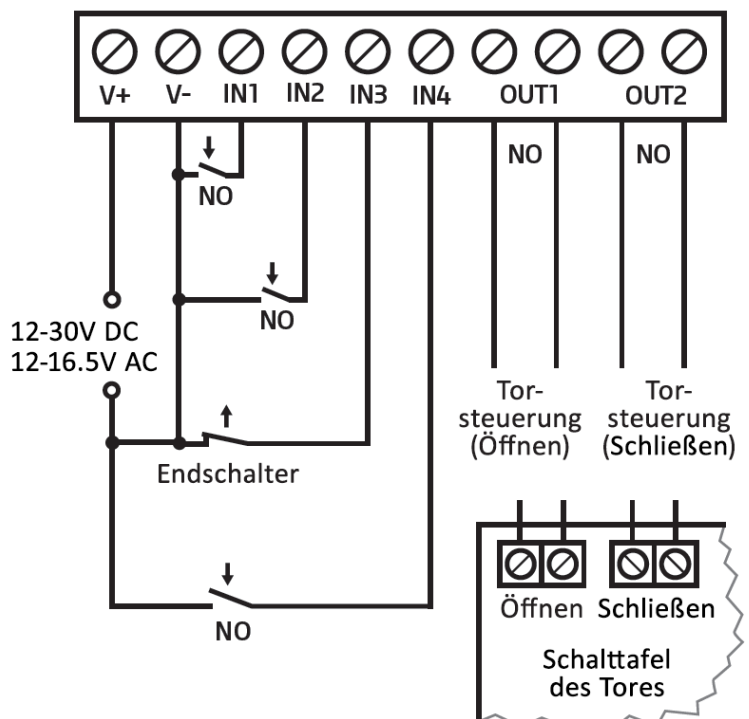 V+ V- IN1 IN2 IN3 IN4 OUT1 OUT2
NO NO
NO
NO
12-30V DC
12-16.5V AC
Tor-
steuerung
(Öffnen)
Tor-
steuerung
(Schließen)
Endschalter
NO
Öffnen Schließen
Schalttafel
des Tores